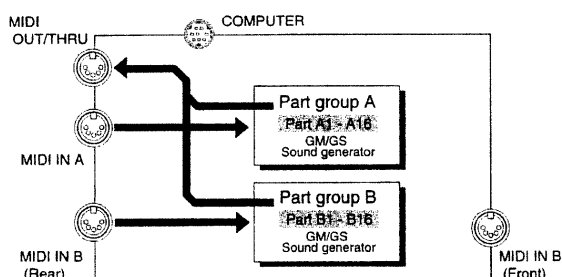 MIDI
OUT/THRU
COMPUTER
Part group A
Part A1 - A16
GM/GS
Sound generator
MIDI IN A
Part group B
Part B1 - B16
GM/GS
Sound generator
MIDI IN B
(Rear)
MIDI IN B
(Front)